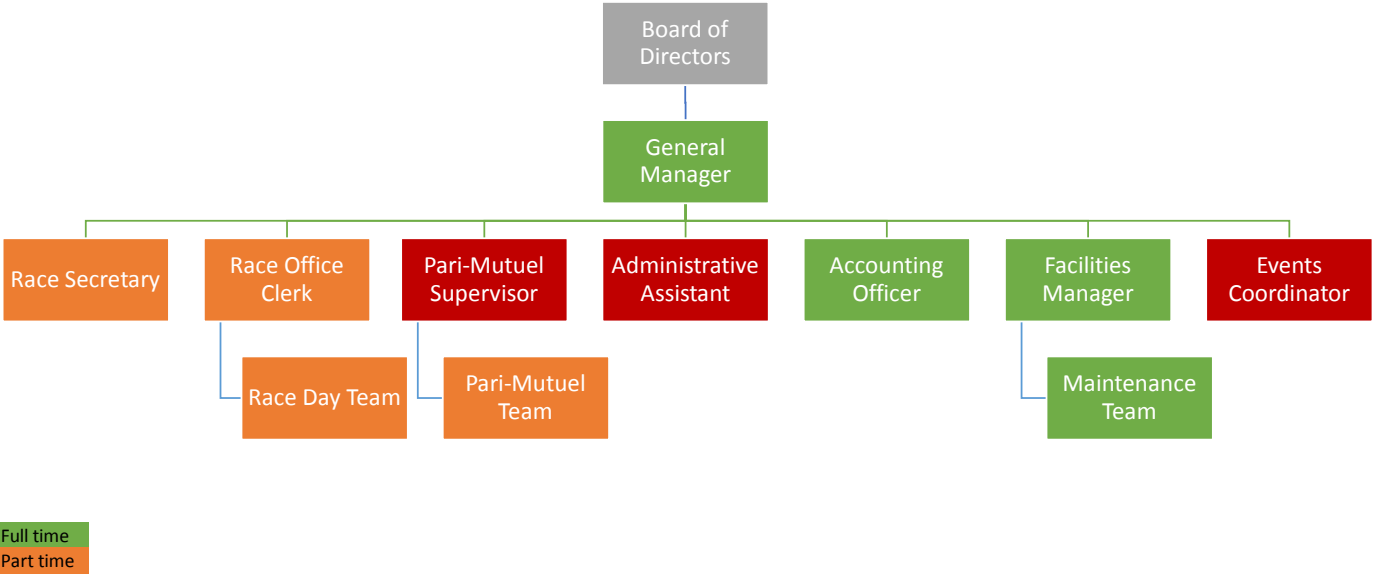 Board of
Directors
General
Manager
Race Secretary
Race Office
Clerk
Pari-Mutuel
Supervisor
Administrative
Assistant
Accounting
Officer
Facilities
Manager
Events
Coordinator
Race Day Team
Pari-Mutuel
Team
Maintenance
Team
Full time
Part time